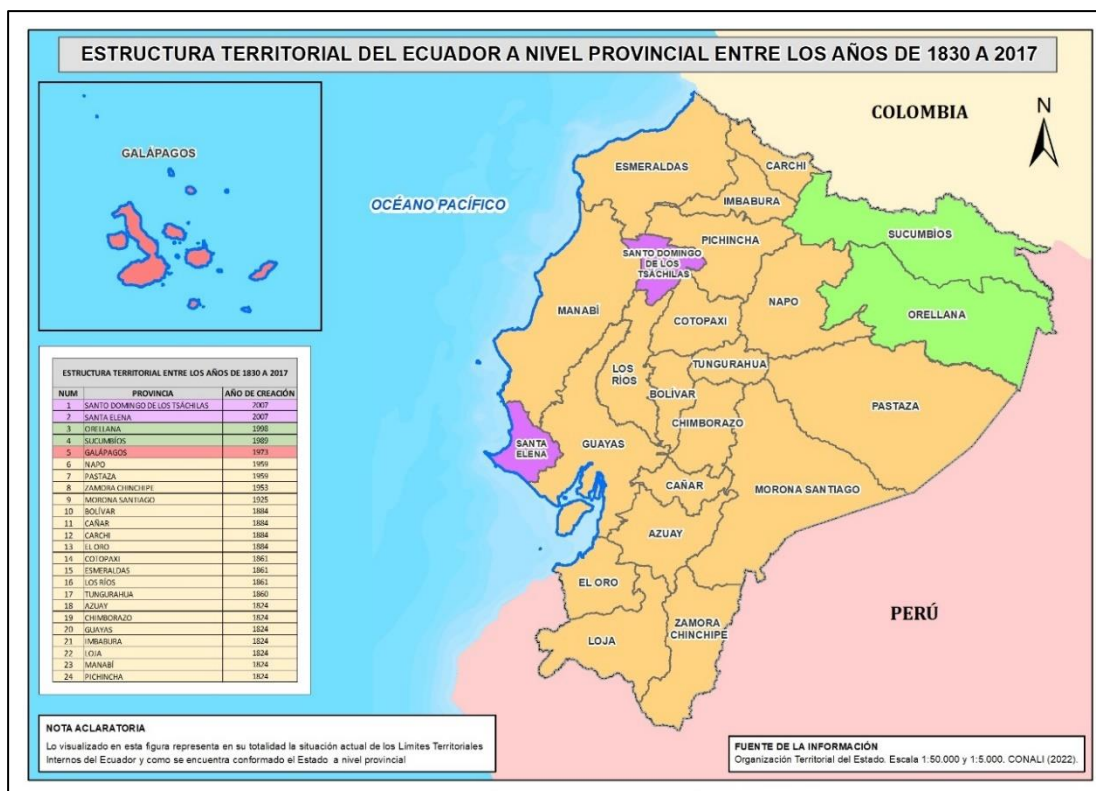 ESTRUCTURA TERRITORIAL DEL ECUADOR A NIVEL PROVINCIAL ENTRE LOS AÑOS DE 1830 A 2017
GALÁPAGOS
OCÉANO PACÍFICO
COLOMBIA
N
ESMERALDAS
CARCHI
IMBABURA
SUCUMBÍOS
PICHINCHA
SANTO DOMINGO
DE LOS
TSÁCHILAS
MANABÍ
NAPO
ORELLANA
COTOPAXI
LOS
RÍOS
TUNGURAHUA
BOLÍVAR
PASTAZA
CHIMBORAZO
SANTA
ELENA
GUAYAS
CAÑAR
MORONA SANTIAGO
AZUAY
EL ORO
PERÚ
ZAMORA
CHINCHIPE
LOJA
ESTRUCTURA TERRITORIAL ENTRE LOS AÑOS DE 1830 A 2017
NUM PROVINCIA AÑO DE CREACIÓN
1 SANTO DOMINGO DE LOS TSÁCHILAS 2007
2 SANTA ELENA 2007
3 ORELLANA 1998
4 SUCUMBÍOS 1989
5 GALÁPAGOS 1973
6 NAPO 1959
7 PASTAZA 1959
8 ZAMORA CHINCHIPE 1953
9 MORONA SANTIAGO 1925
10 BOLÍVAR 1884
11 CAÑAR 1884
12 CARCHI 1884
13 EL ORO 1884
14 COTOPAXI 1861
15 ESMERALDAS 1861
16 LOS RÍOS 1861
17 TUNGURAHUA 1860
18 AZUAY 1824
19 CHIMBORAZO 1824
20 GUAYAS 1824
21 IMBABURA 1824
22 LOJA 1824
23 MANABÍ 1824
24 PICHINCHA 1824
NOTA ACLARATORIA
Lo visualizado en esta figura representa en su totalidad la situación actual de los Límites Territoriales
Internos del Ecuador y como se encuentra conformado el Estado a nivel provincial
FUENTE DE LA INFORMACIÓN
Organización Territorial del Estado. Escala 1:50.000 y 1:5.000. CONALI (2022).